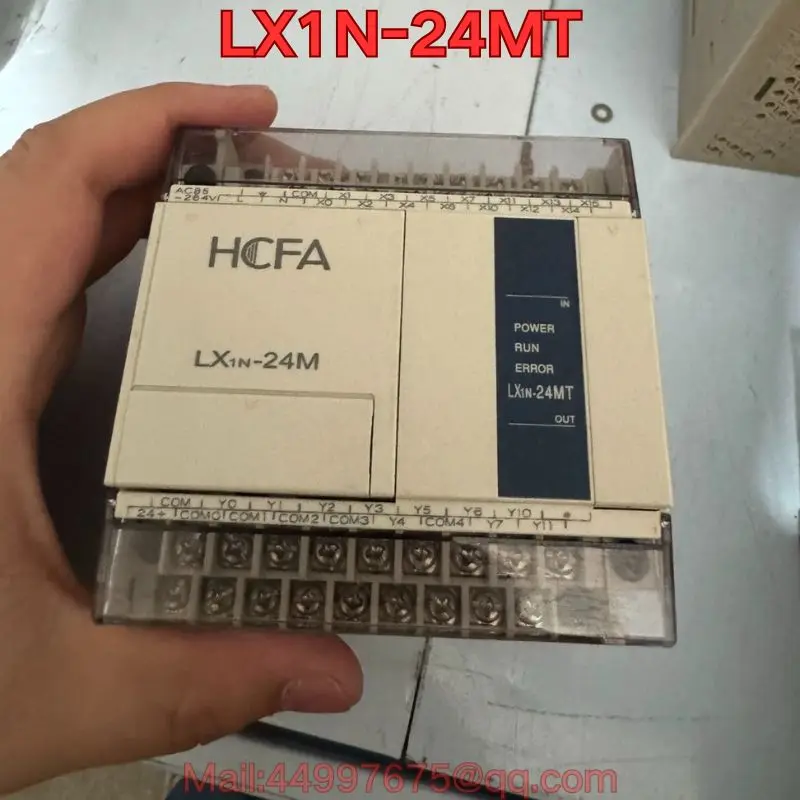 LX1N-24MT
AC85 L ⏚ N COM X1 X3 X5 X7 X11 X13 X15
-264V X0 X2 X4 X6 X10 X12 X14
HCFA
LX1N-24M
IN
POWER
RUN
ERROR
LX1N-24MT
OUT
COM Y0 Y1 Y2 Y3 Y5 Y6 Y10 •
24+ COM0 COM1 COM2 COM3 Y4 COM4 Y7 Y11
Mail:44997675@qq.com